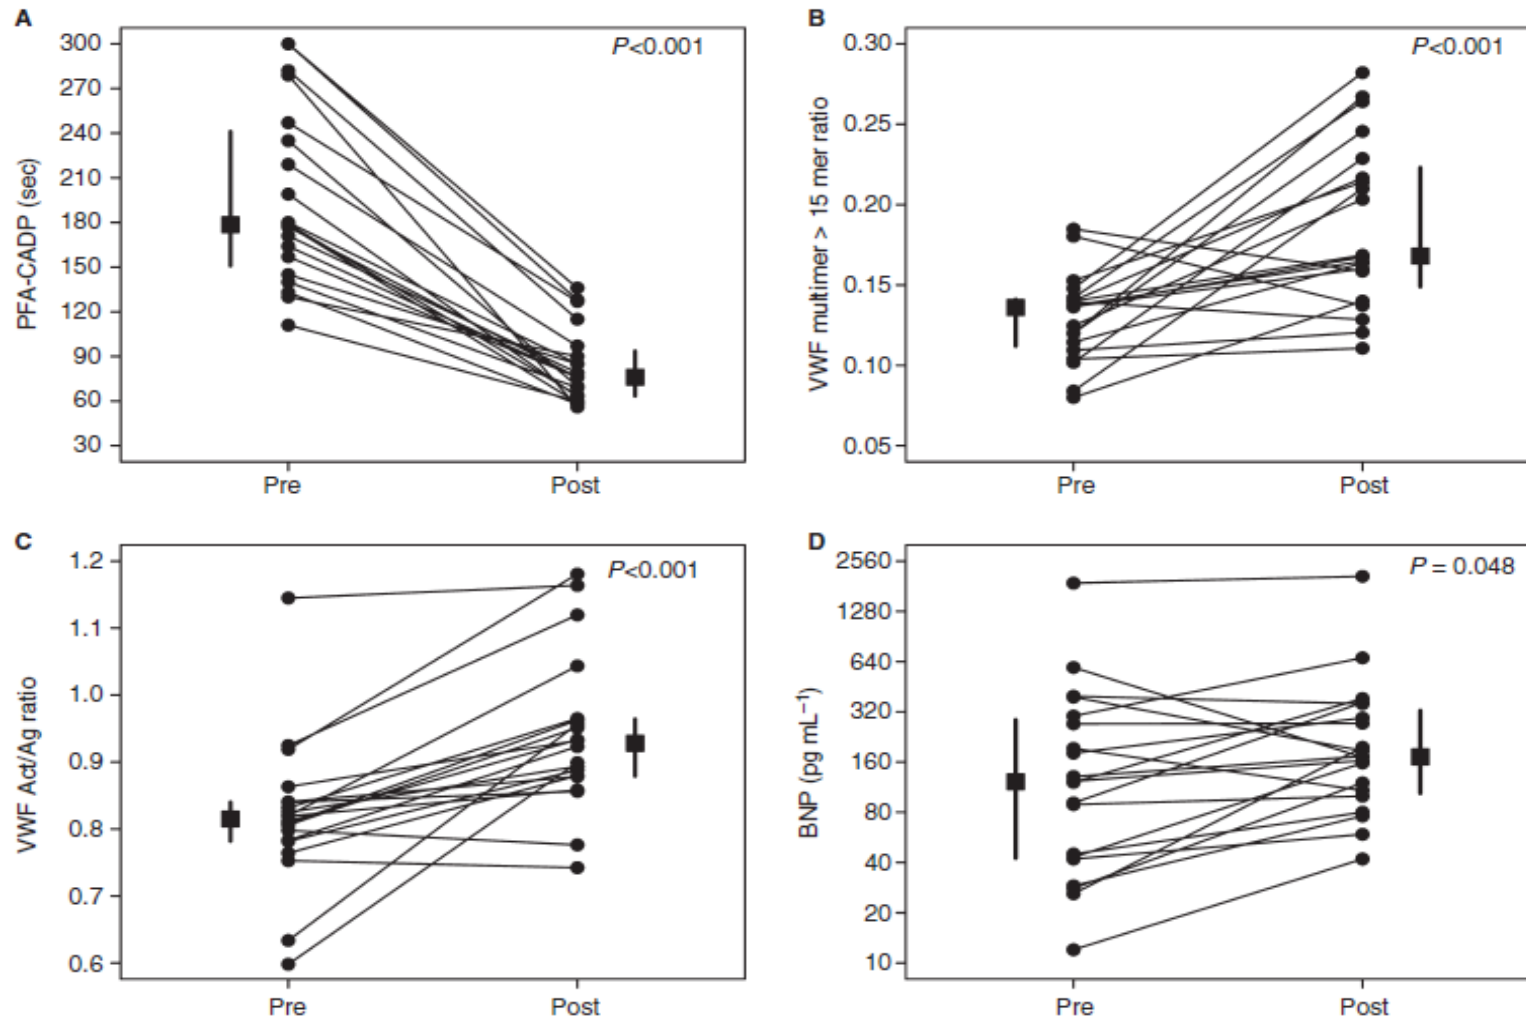 A
P<0.001
PFA-CADP (sec)
300
270
240
210
180
150
120
90
60
30
Pre Post
B
P<0.001
VWF multimer > 15 mer ratio
0.30
0.25
0.20
0.15
0.10
0.05
Pre Post
C
P<0.001
VWF Act/Ag ratio
1.2
1.1
1.0
0.9
0.8
0.7
0.6
Pre Post
D
P = 0.048
BNP (pg mL⁻¹)
2560
1280
640
320
160
80
40
20
10
Pre Post